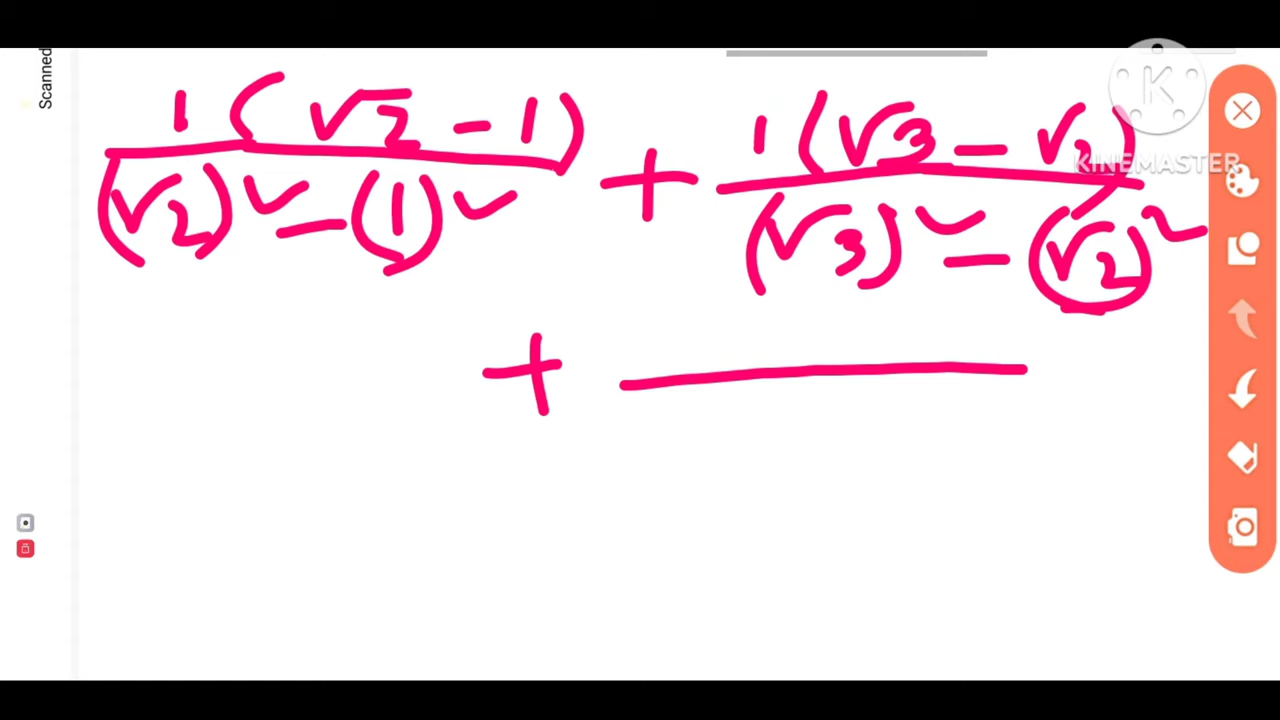 Scanned
KINEMASTER
1(√2 - 1) + 1(√3 - √2)
(√2)² - (1)² (√3)² - (√2)²
+